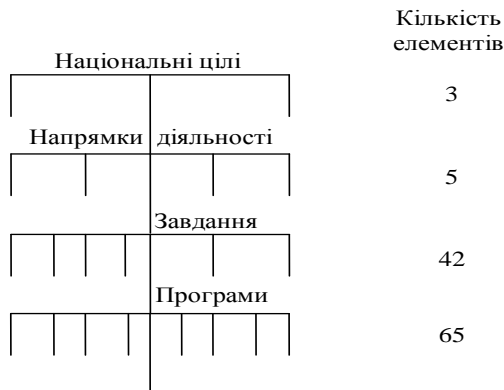 Кількість
елементів
Національні цілі
3
Напрямки діяльності
5
Завдання
42
Програми
65